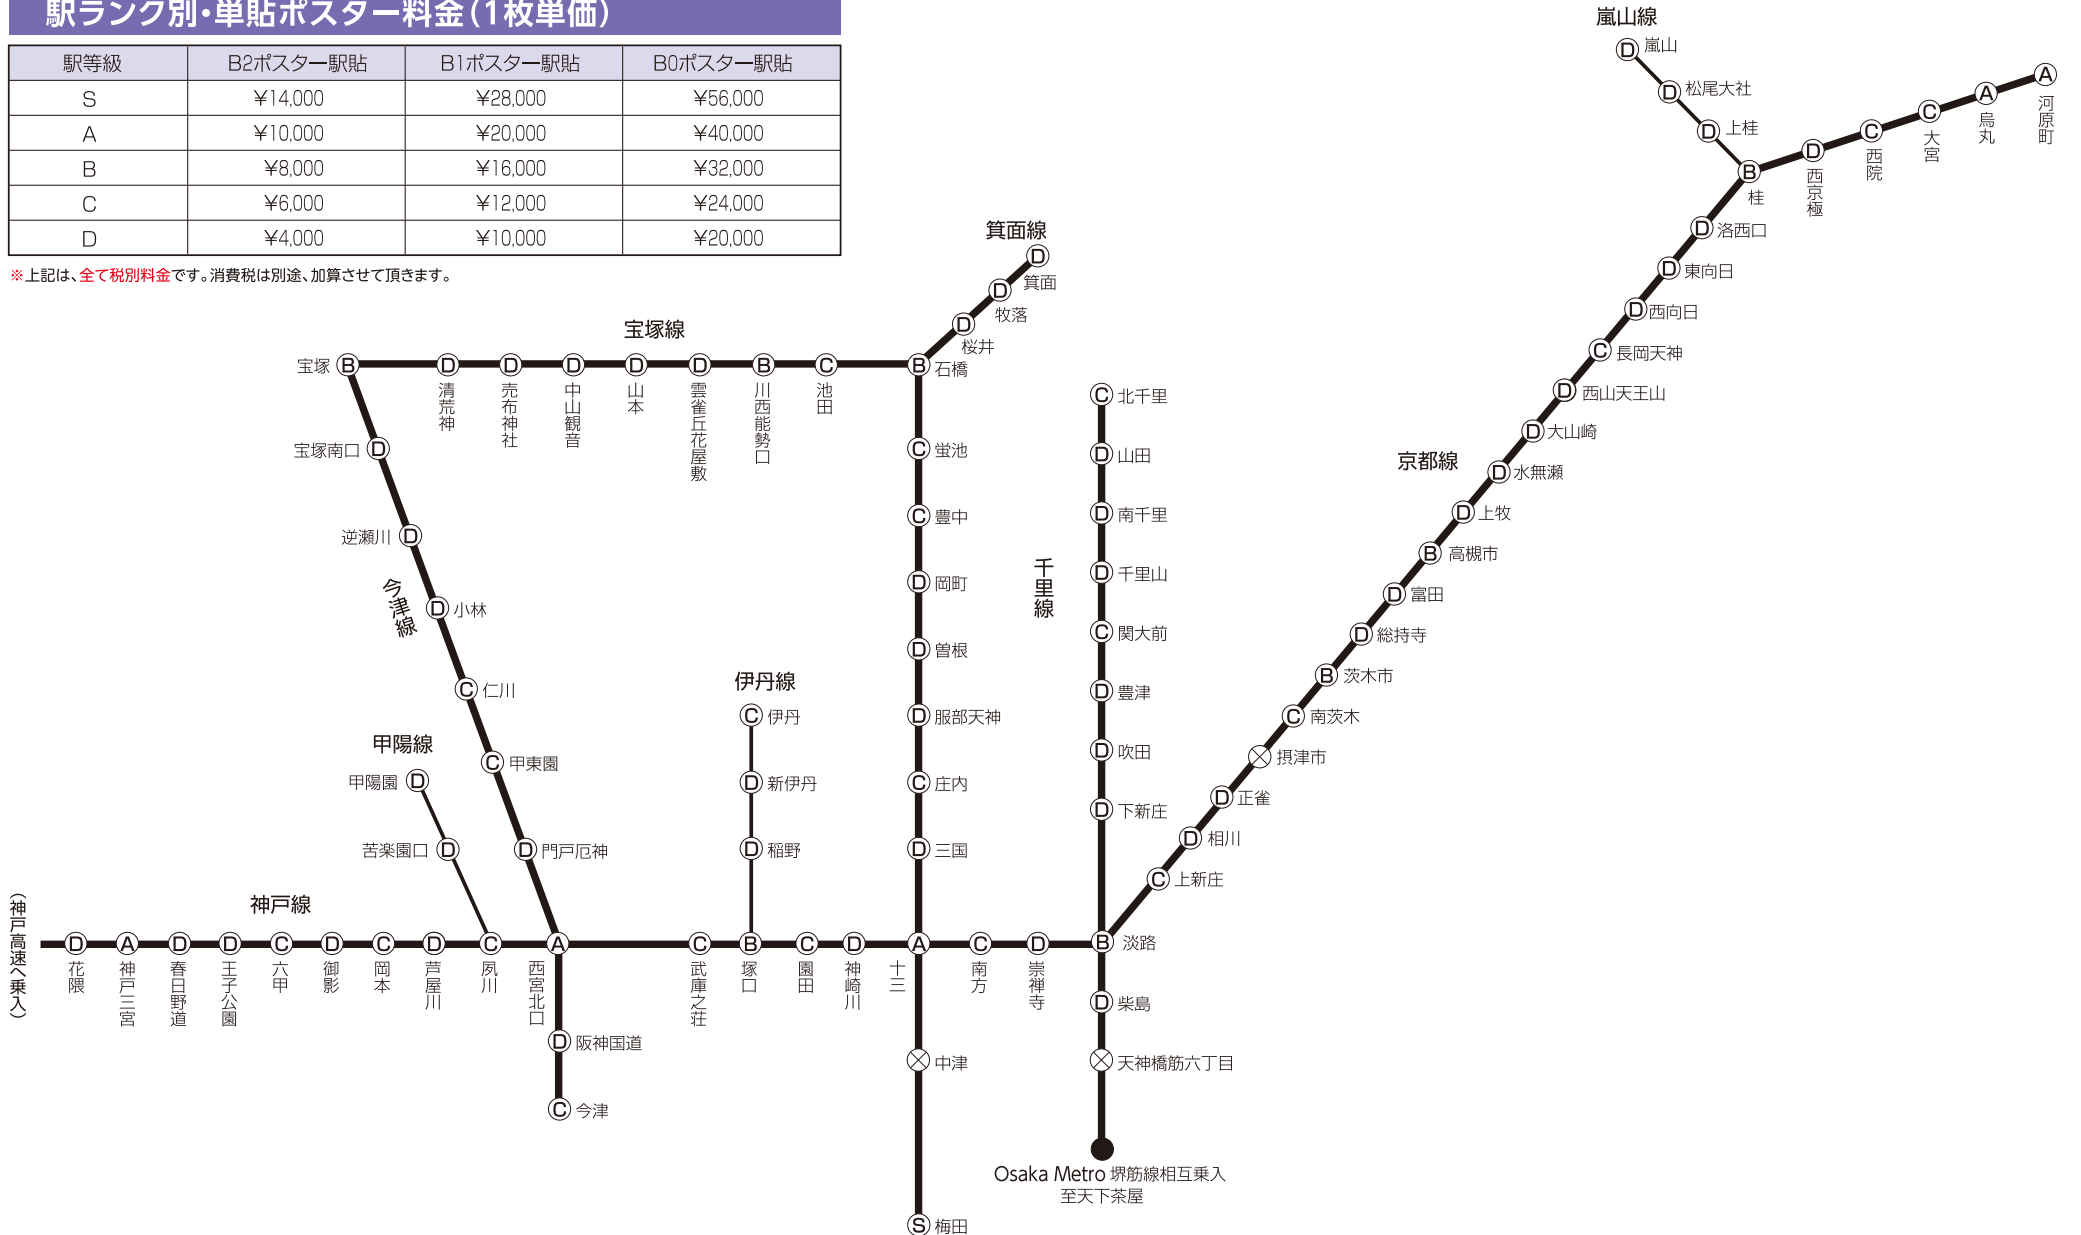 駅ランク別・単貼ポスター料金(1枚単価)
駅等級 B2ポスター駅貼 B1ポスター駅貼 B0ポスター駅貼
S ¥14,000 ¥28,000 ¥56,000
A ¥10,000 ¥20,000 ¥40,000
B ¥8,000 ¥16,000 ¥32,000
C ¥6,000 ¥12,000 ¥24,000
D ¥4,000 ¥10,000 ¥20,000
※上記は、全て税別料金です。消費税は別途、加算させて頂きます。
嵐山線
D 嵐山
D 松尾大社
D 上桂
B 桂
D 西京極
C 西院
C 大宮
A 烏丸
A 河原町
D 洛西口
D 東向日
D 西向日
C 長岡天神
D 西山天王山
D 大山崎
京都線
D 水無瀬
D 上牧
B 高槻市
D 富田
D 総持寺
B 茨木市
C 南茨木
摂津市
D 正雀
D 相川
C 上新庄
B 淡路
箕面線
D 箕面
D 牧落
D 桜井
宝塚線
B 宝塚
D 清荒神
D 売布神社
D 中山観音
D 山本
D 雲雀丘花屋敷
B 川西能勢口
C 池田
B 石橋
C 蛍池
C 豊中
D 岡町
D 曽根
D 服部天神
C 庄内
D 三国
千里線
C 北千里
D 山田
D 南千里
D 千里山
C 関大前
D 豊津
D 吹田
D 下新庄
今津線
D 宝塚南口
D 逆瀬川
D 小林
C 仁川
C 甲東園
D 門戸厄神
甲陽線
D 甲陽園
D 苦楽園口
伊丹線
C 伊丹
D 新伊丹
D 稲野
神戸線
(神戸高速へ乗入)
D 花隈
A 神戸三宮
D 春日野道
D 王子公園
C 六甲
D 御影
C 岡本
D 芦屋川
C 夙川
A 西宮北口
C 武庫之荘
B 塚口
C 園田
D 神崎川
A 十三
C 南方
D 崇禅寺
D 阪神国道
C 今津
中津
S 梅田
D 柴島
天神橋筋六丁目
Osaka Metro 堺筋線相互乗入
至天下茶屋